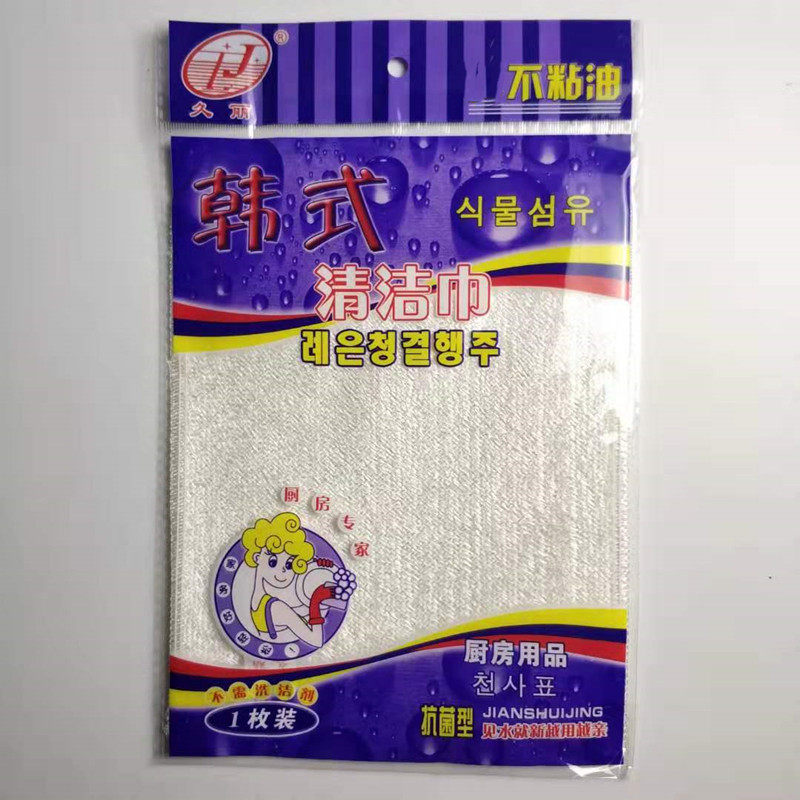 JL®
久丽
不粘油
韩式
식물섬유
清洁巾
레은청결행주
厨房专家
厨房用品
천사표
不需洗洁剂
1枚装
抗菌型
JIANSHUIJING
见水就新越用越亲